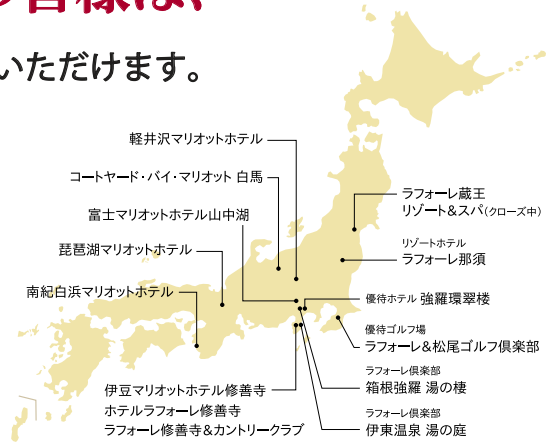 皆様は、
いただけます。
軽井沢マリオットホテル
コートヤード・バイ・マリオット 白馬
富士マリオットホテル山中湖
琵琶湖マリオットホテル
南紀白浜マリオットホテル
ラフォーレ蔵王
リゾート&スパ(クローズ中)
リゾートホテル
ラフォーレ那須
優待ホテル 強羅環翠楼
優待ゴルフ場
ラフォーレ&松尾ゴルフ倶楽部
ラフォーレ倶楽部
箱根強羅 湯の棲
ラフォーレ倶楽部
伊東温泉 湯の庭
伊豆マリオットホテル修善寺
ホテルラフォーレ修善寺
ラフォーレ修善寺&カントリークラブ